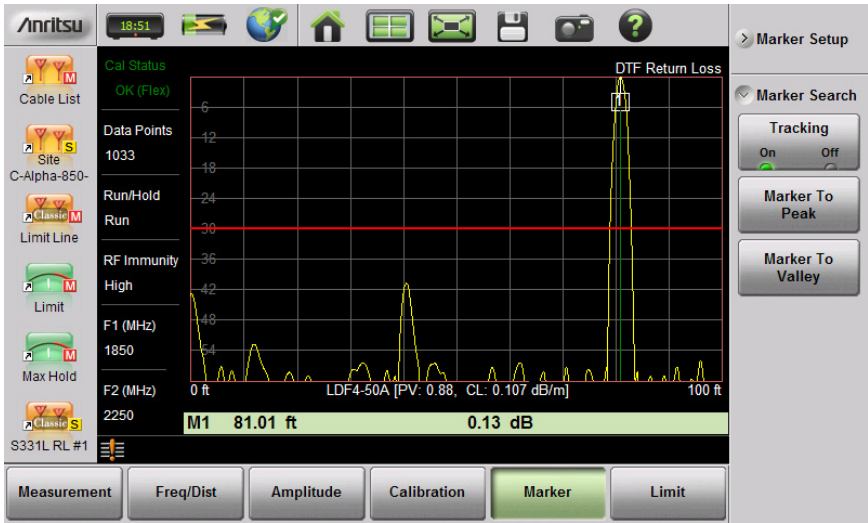 Anritsu
18:51
?
Cable List
M
Site
S
C-Alpha-850-
Classic M
Limit Line
M
Limit
M
Max Hold
Classic S
S331L RL #1
Cal Status
OK (Flex)
Data Points
1033
Run/Hold
Run
RF Immunity
High
F1 (MHz)
1850
F2 (MHz)
2250
DTF Return Loss
1
-6
-12
-18
-24
-30
-36
-42
-48
-54
0 ft
LDF4-50A [PV: 0.88, CL: 0.107 dB/m]
100 ft
M1 81.01 ft 0.13 dB
Marker Setup
Marker Search
Tracking
On Off
Marker To
Peak
Marker To
Valley
Measurement
Freq/Dist
Amplitude
Calibration
Marker
Limit